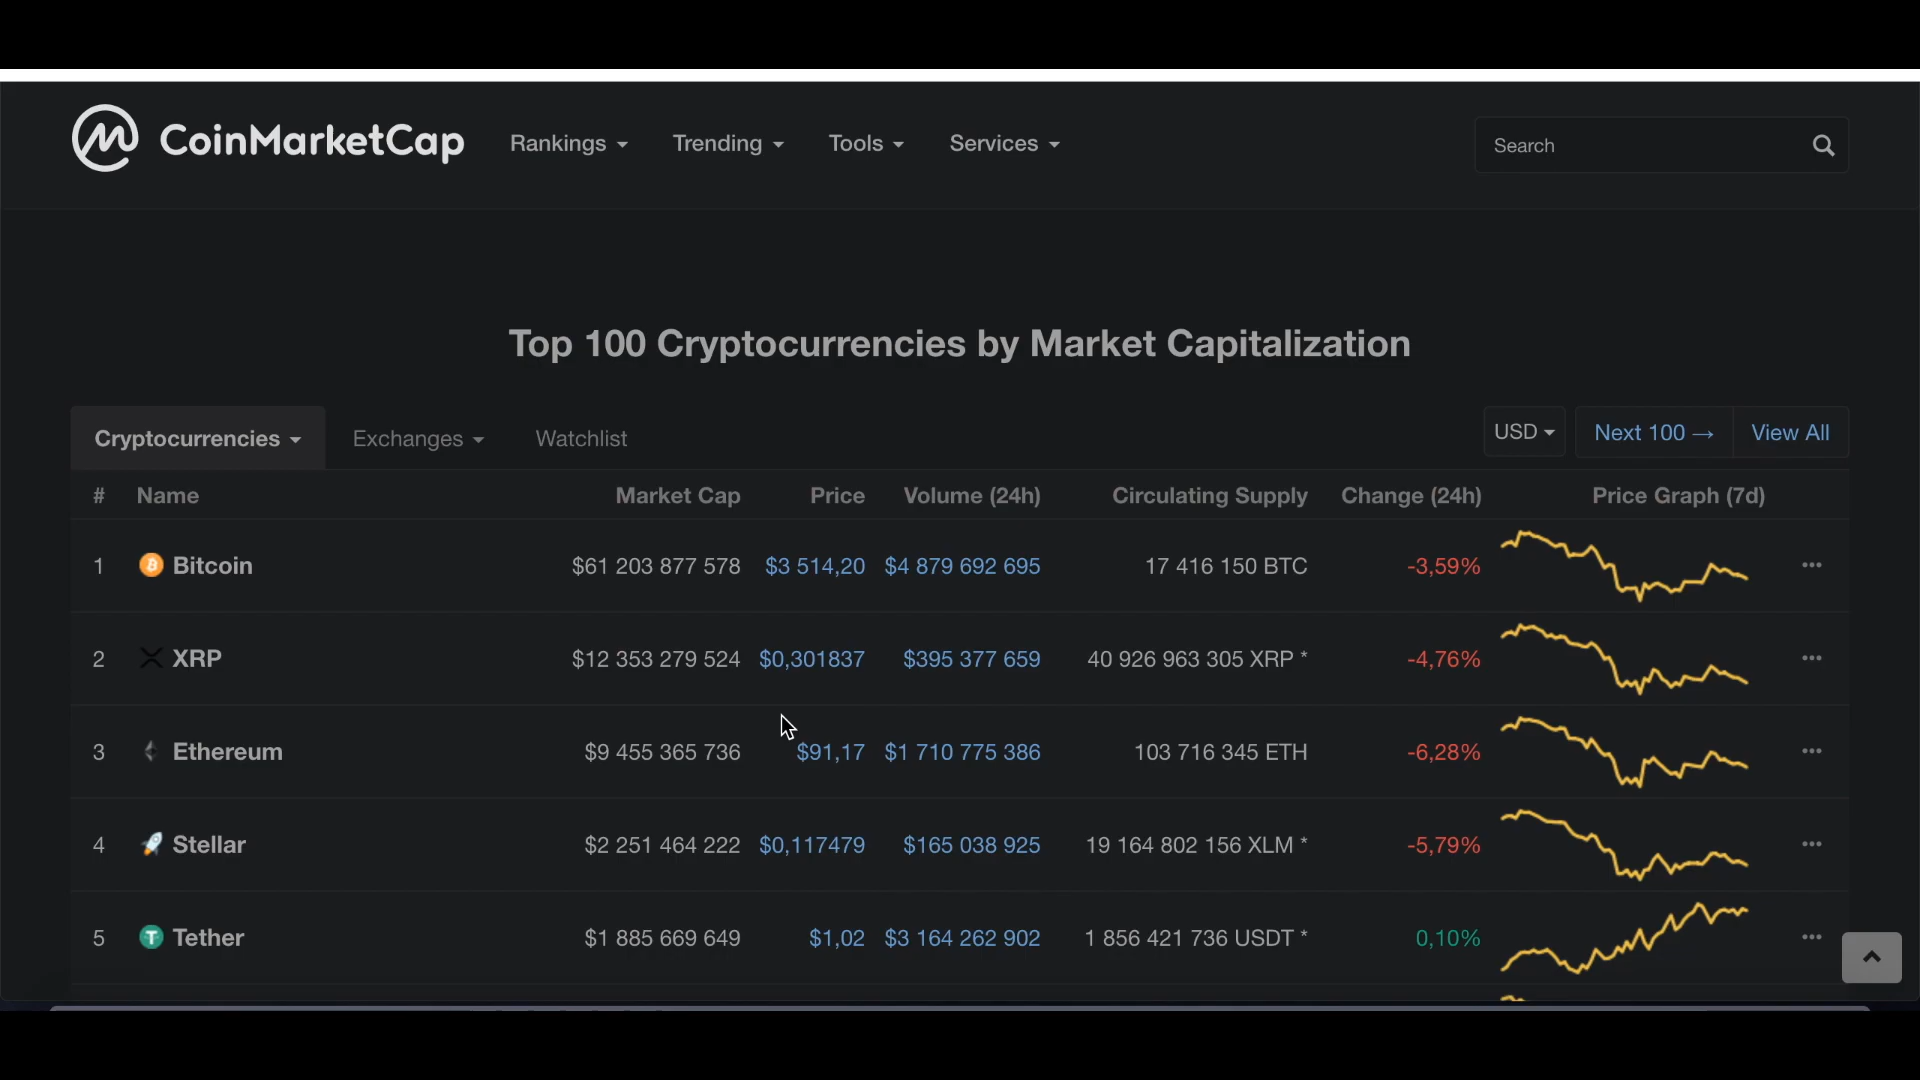 CoinMarketCap Rankings Trending Tools Services Search
Top 100 Cryptocurrencies by Market Capitalization
Cryptocurrencies Exchanges Watchlist USD Next 100 → View All
# Name Market Cap Price Volume (24h) Circulating Supply Change (24h) Price Graph (7d)
1 Bitcoin $61 203 877 578 $3 514,20 $4 879 692 695 17 416 150 BTC -3,59%
2 XRP $12 353 279 524 $0,301837 $395 377 659 40 926 963 305 XRP * -4,76%
3 Ethereum $9 455 365 736 $91,17 $1 710 775 386 103 716 345 ETH -6,28%
4 Stellar $2 251 464 222 $0,117479 $165 038 925 19 164 802 156 XLM * -5,79%
5 Tether $1 885 669 649 $1,02 $3 164 262 902 1 856 421 736 USDT * 0,10%